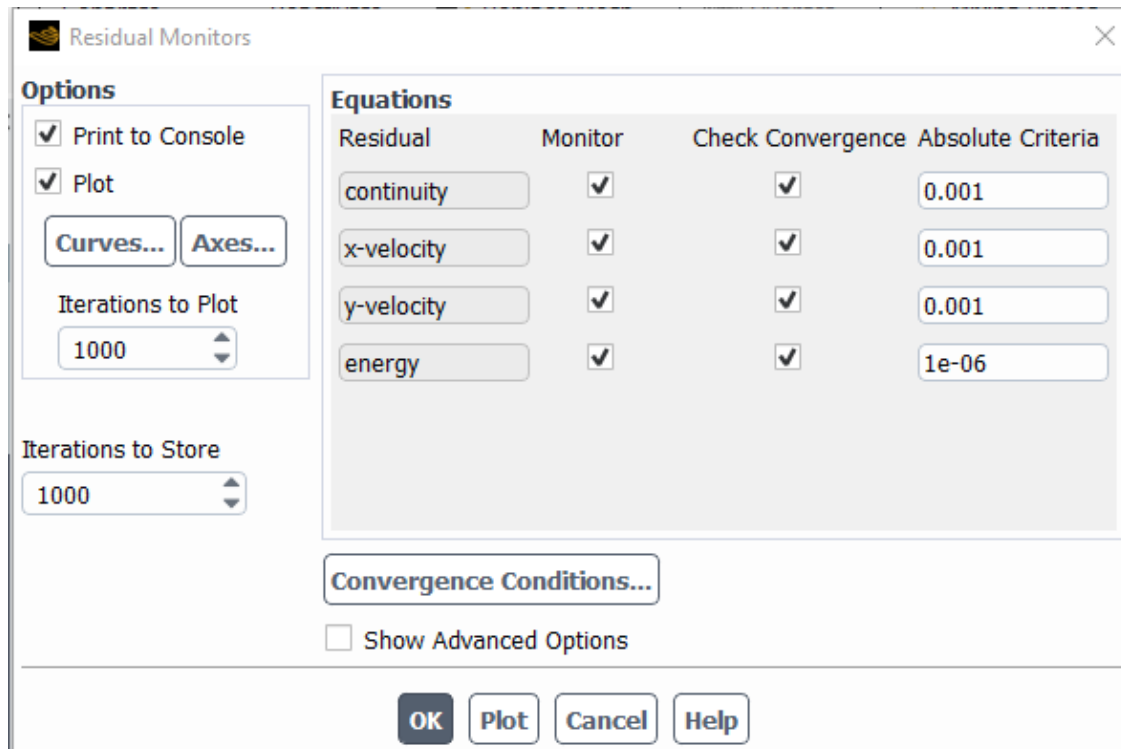 Residual Monitors
Options
Print to Console
Plot
Curves... Axes...
Iterations to Plot
1000
Iterations to Store
1000
Equations
Residual Monitor Check Convergence Absolute Criteria
continuity 0.001
x-velocity 0.001
y-velocity 0.001
energy 1e-06
Convergence Conditions...
Show Advanced Options
OK Plot Cancel Help